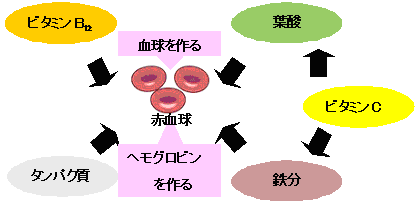 ビタミンB12
血球を作る
葉酸
ビタミンC
赤血球
タンパク質
ヘモグロビン
を作る
鉄分